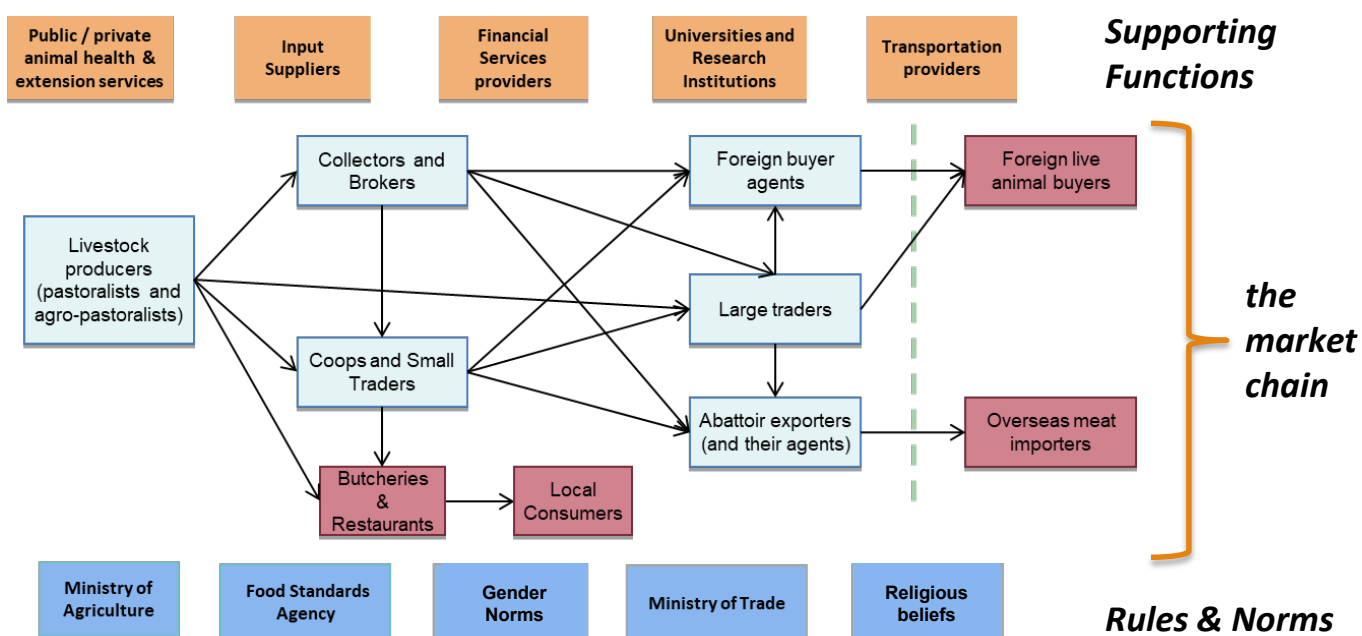 Public / private
animal health &
extension services
Input
Suppliers
Financial
Services
providers
Universities and
Research
Institutions
Transportation
providers
Supporting
Functions
Collectors and
Brokers
Foreign buyer
agents
Foreign live
animal buyers
Livestock
producers
(pastoralists and
agro-pastoralists)
Large traders
the
market
chain
Coops and Small
Traders
Abattoir exporters
(and their agents)
Overseas meat
importers
Butcheries
&
Restaurants
Local
Consumers
Ministry of
Agriculture
Food Standards
Agency
Gender
Norms
Ministry of Trade
Religious
beliefs
Rules & Norms